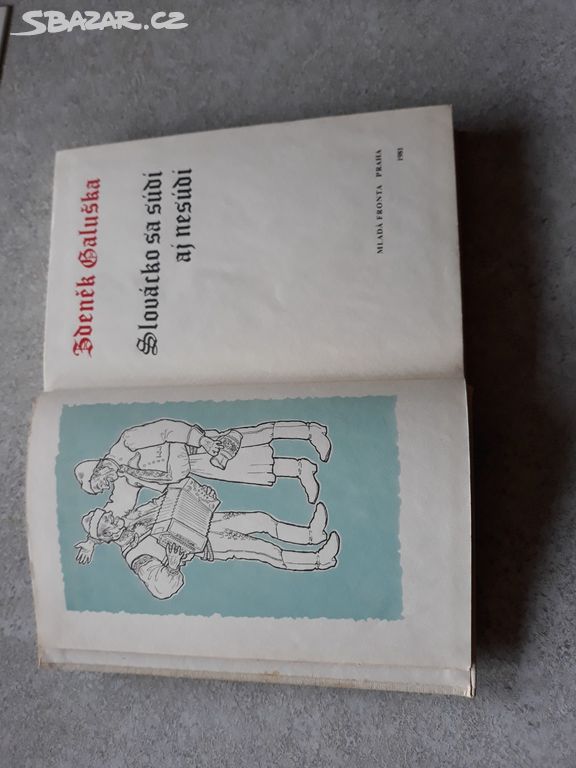 SBAZAR.CZ
Zdeněk Galuška
Slovácko sa súdí
aj nesúdí
MLADÁ FRONTA PRAHA
1981